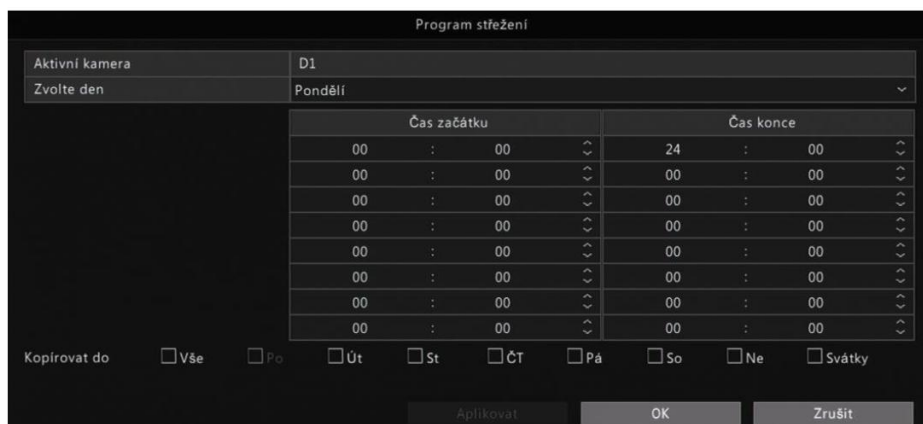 Program střežení
Aktivní kamera D1
Zvolte den Pondělí
Čas začátku Čas konce
00 : 00 24 : 00
00 : 00 00 : 00
00 : 00 00 : 00
00 : 00 00 : 00
00 : 00 00 : 00
00 : 00 00 : 00
00 : 00 00 : 00
00 : 00 00 : 00
Kopírovat do Vše Po Út St ČT Pá So Ne Svátky
Aplikovat OK Zrušit